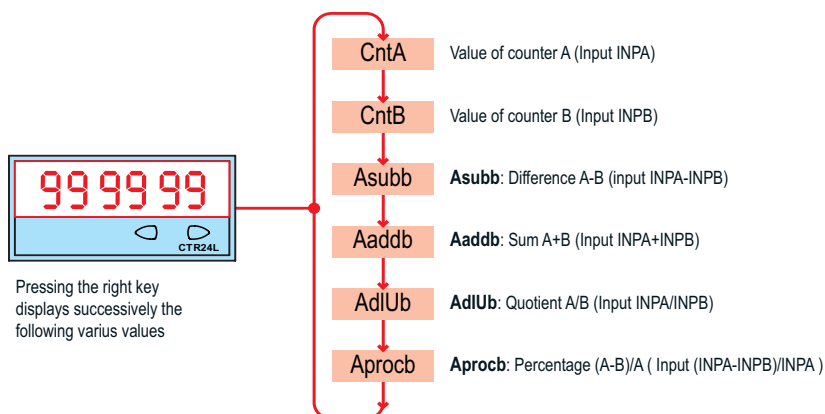 CntA Value of counter A (Input INPA)
CntB Value of counter B (Input INPB)
Asubb Asubb: Difference A-B (input INPA-INPB)
Aaddb Aaddb: Sum A+B (Input INPA+INPB)
AdIUb AdIUb: Quotient A/B (Input INPA/INPB)
Aprocb Aprocb: Percentage (A-B)/A ( Input (INPA-INPB)/INPA )
999999
CTR24L
Pressing the right key
displays successively the
following varius values